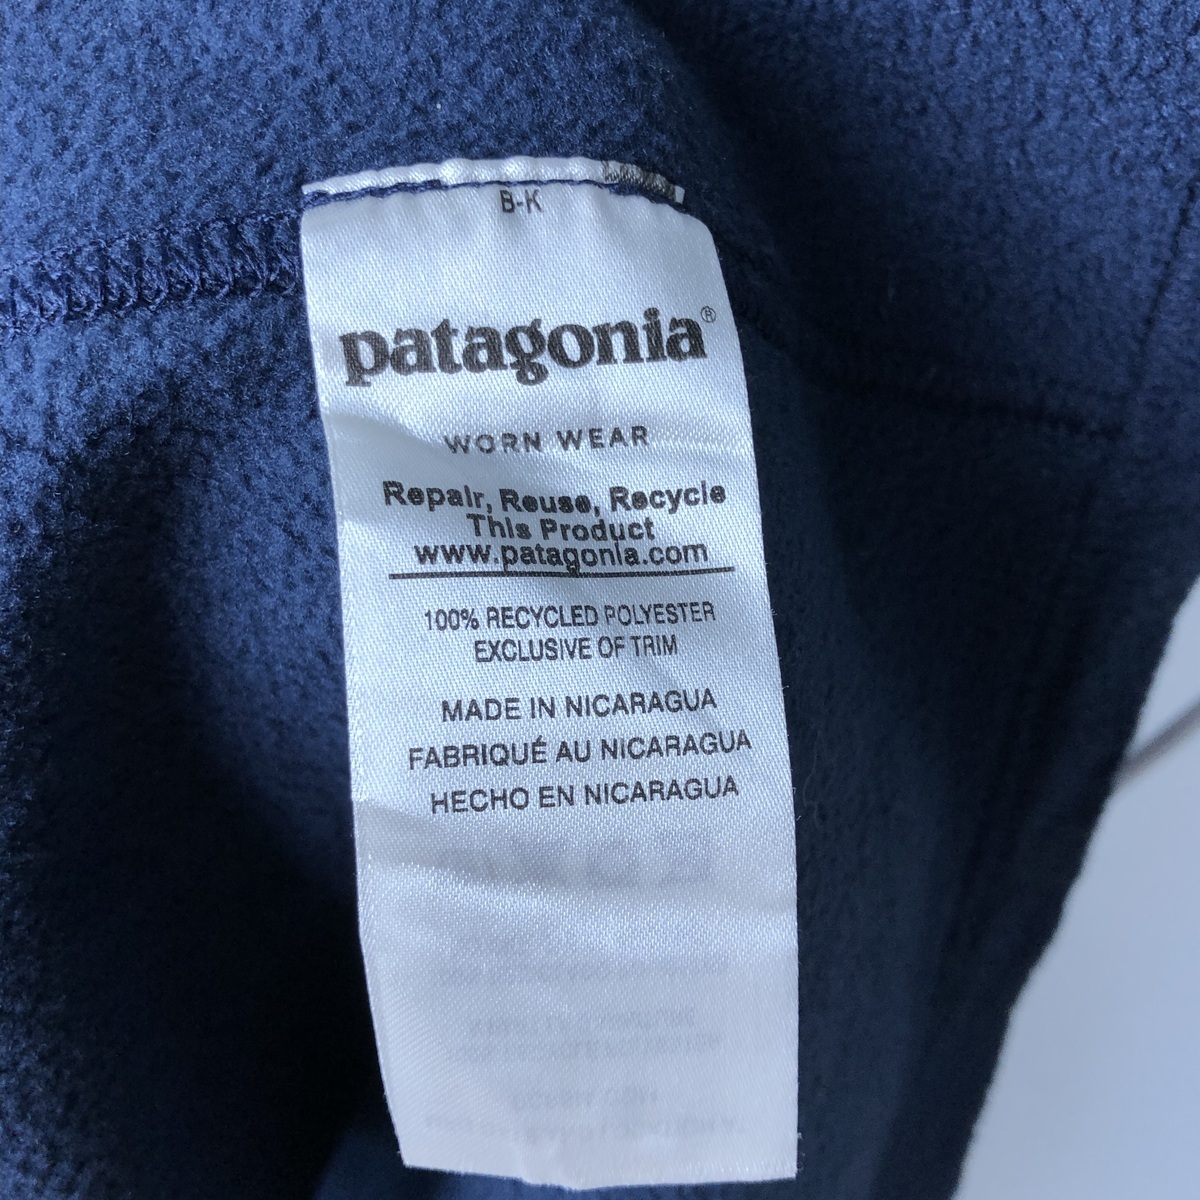 B-K
patagonia®
WORN WEAR
Repair, Reuse, Recycle
This Product
www.patagonia.com
100% RECYCLED POLYESTER
EXCLUSIVE OF TRIM
MADE IN NICARAGUA
FABRIQUÉ AU NICARAGUA
HECHO EN NICARAGUA